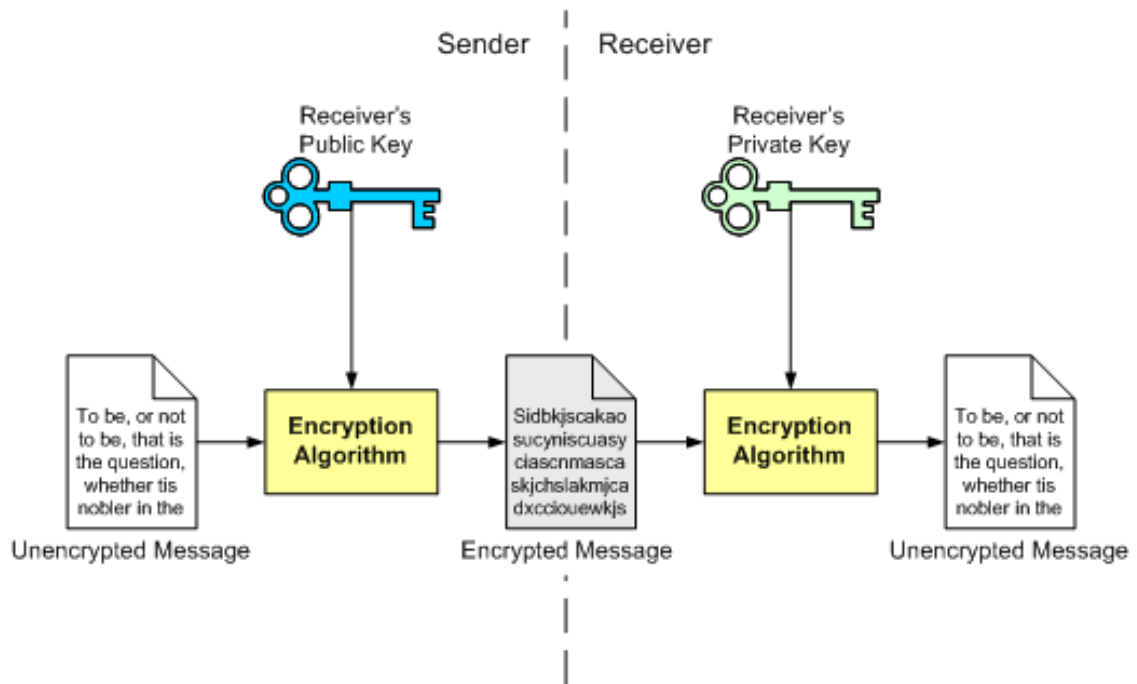 Sender
Receiver
Receiver's
Public Key
Receiver's
Private Key
To be, or not
to be, that is
the question,
whether tis
nobler in the
Unencrypted Message
Encryption
Algorithm
Sidbkjscakao
sucyniscuasy
ciascnmasca
skjchslakmjca
dxcciouewkjs
Encrypted Message
Encryption
Algorithm
To be, or not
to be, that is
the question,
whether tis
nobler in the
Unencrypted Message